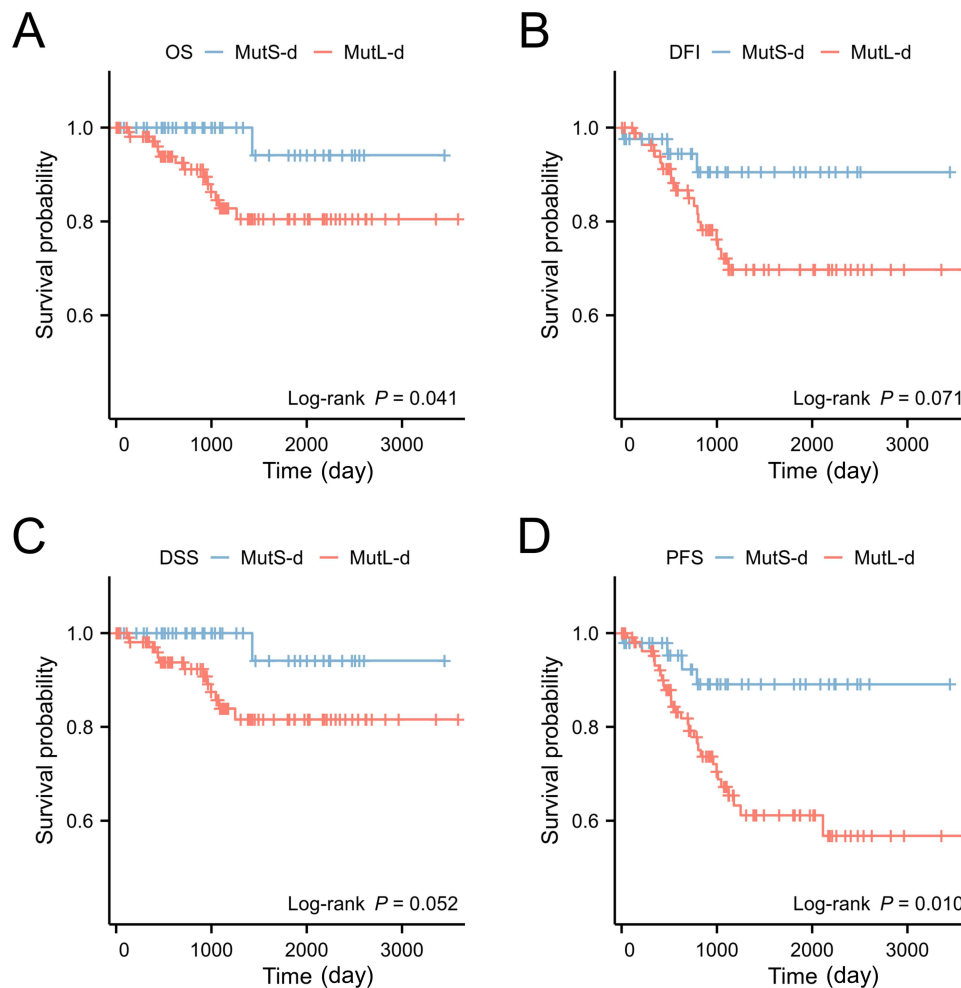 A
OS MutS-d MutL-d
Survival probability
1.0
0.8
0.6
Log-rank P = 0.041
0 1000 2000 3000
Time (day)
B
DFI MutS-d MutL-d
Survival probability
1.0
0.8
0.6
Log-rank P = 0.071
0 1000 2000 3000
Time (day)
C
DSS MutS-d MutL-d
Survival probability
1.0
0.8
0.6
Log-rank P = 0.052
0 1000 2000 3000
Time (day)
D
PFS MutS-d MutL-d
Survival probability
1.0
0.8
0.6
Log-rank P = 0.010
0 1000 2000 3000
Time (day)